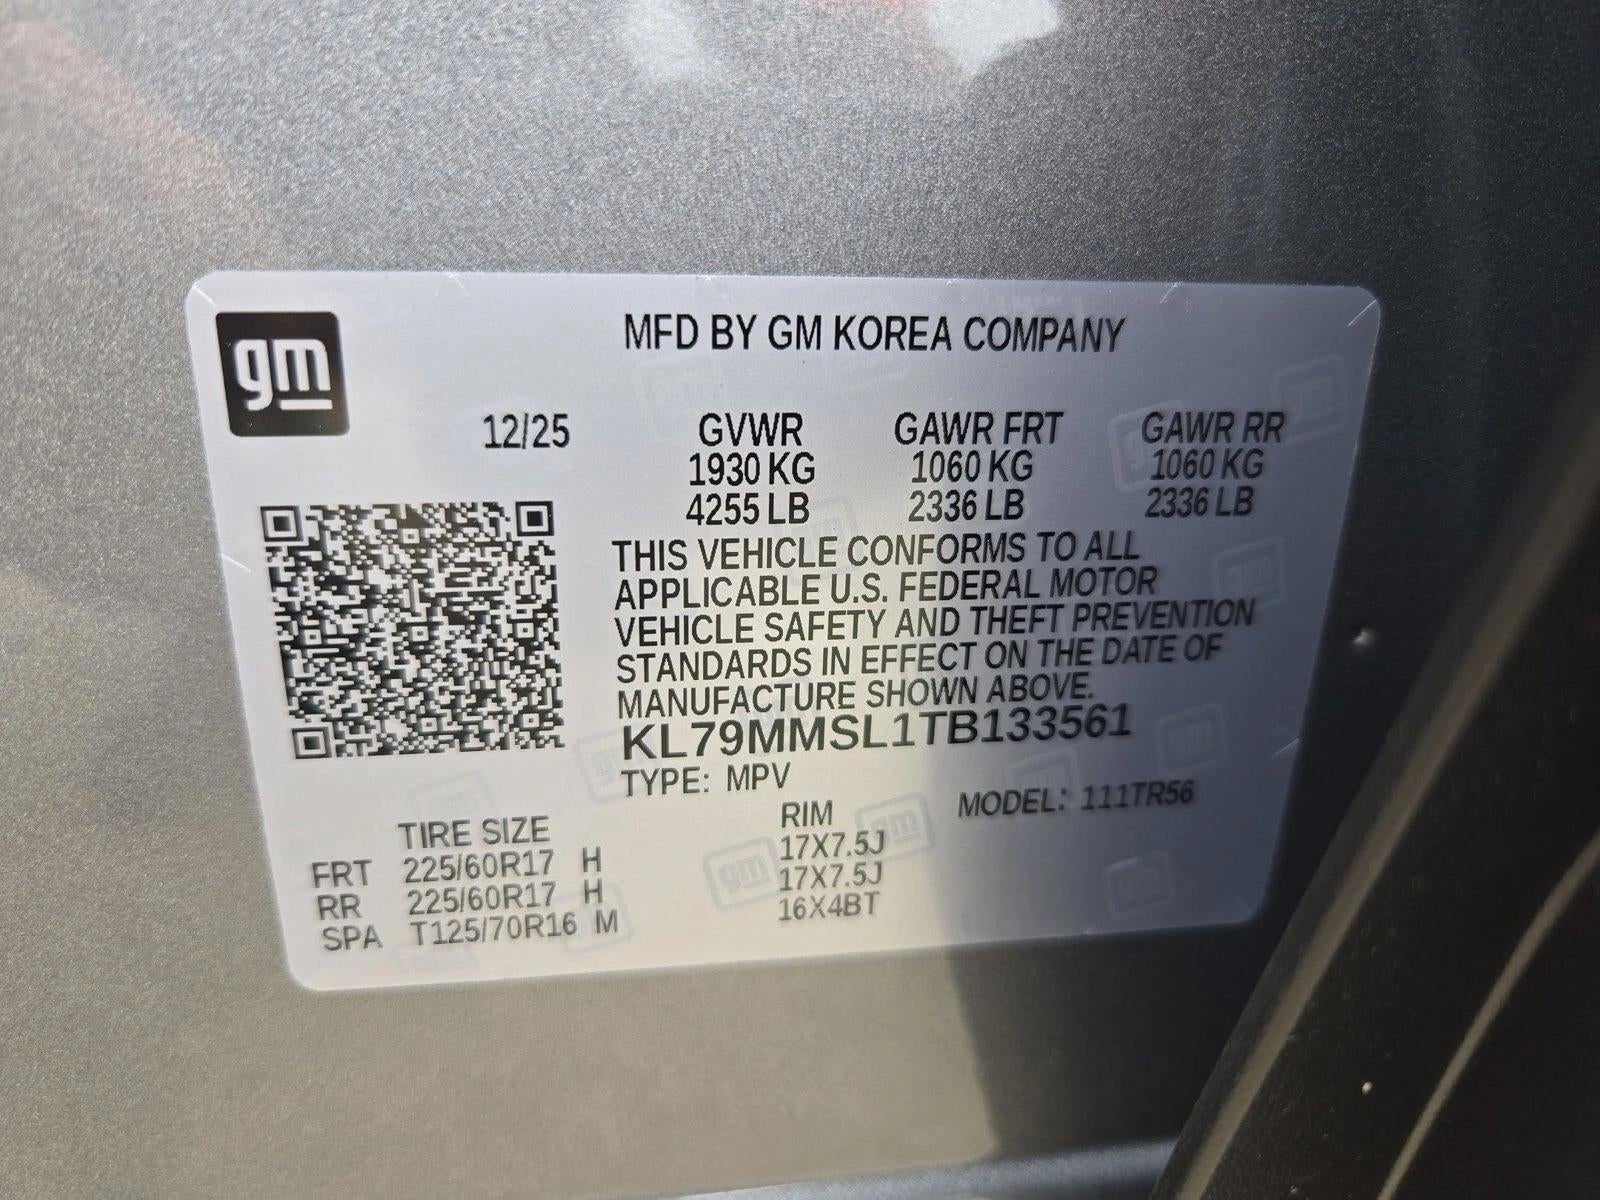 gm
MFD BY GM KOREA COMPANY
12/25 GVWR GAWR FRT GAWR RR
1930 KG 1060 KG 1060 KG
4255 LB 2336 LB 2336 LB
THIS VEHICLE CONFORMS TO ALL
APPLICABLE U.S. FEDERAL MOTOR
VEHICLE SAFETY AND THEFT PREVENTION
STANDARDS IN EFFECT ON THE DATE OF
MANUFACTURE SHOWN ABOVE.
KL79MMSL1TB133561
TYPE: MPV
MODEL: 111TR56
TIRE SIZE RIM
FRT 225/60R17 H 17X7.5J
RR 225/60R17 H 17X7.5J
SPA T125/70R16 M 16X4BT